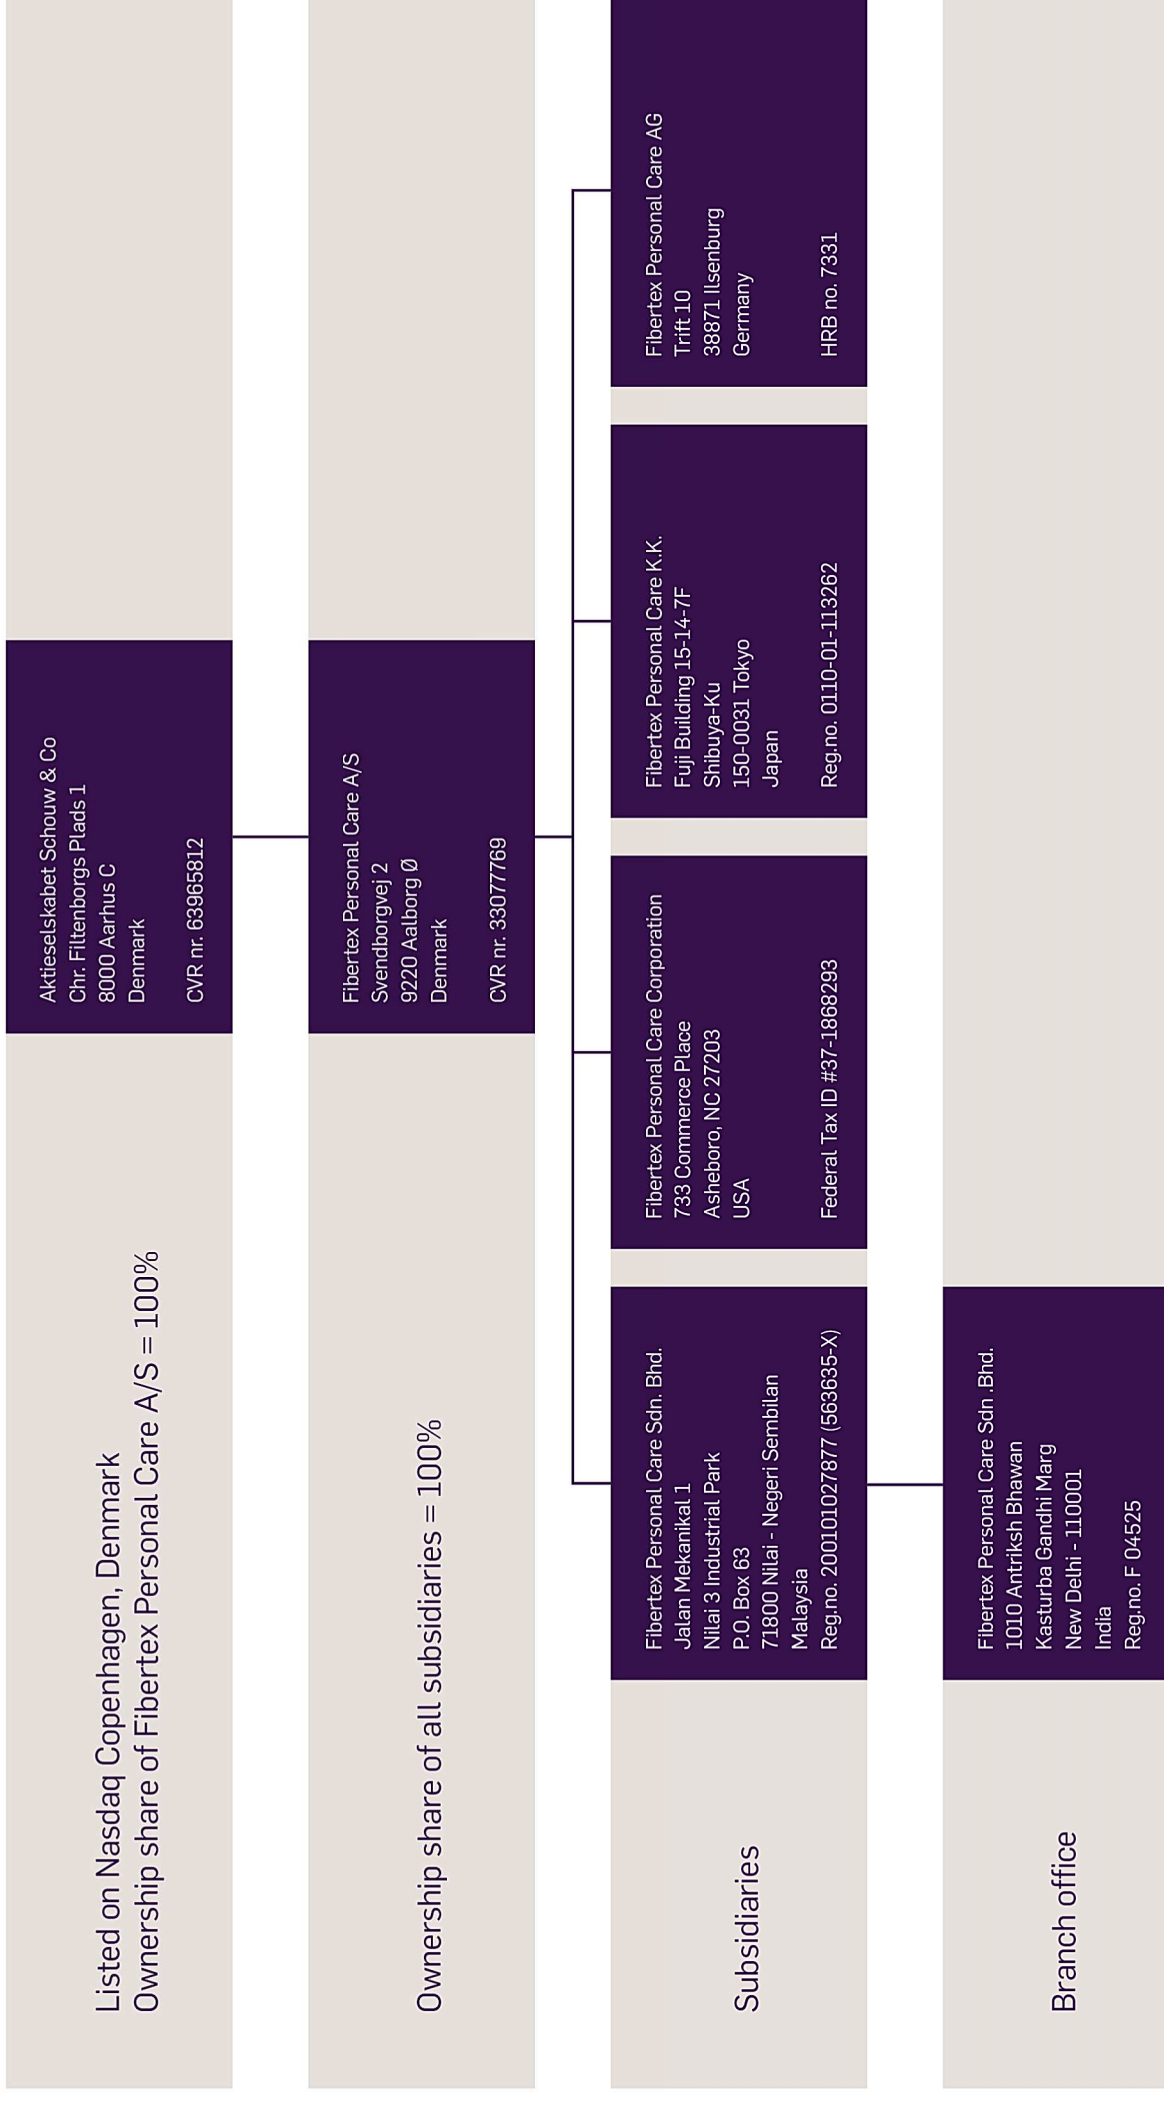 Listed on Nasdaq Copenhagen, Denmark
Ownership share of Fibertex Personal Care A/S = 100%
Aktieselskabet Schouw & Co
Chr. Filtenborgs Plads 1
8000 Aarhus C
Denmark
CVR nr. 63965812
Ownership share of all subsidiaries = 100%
Fibertex Personal Care A/S
Svendborgvej 2
9220 Aalborg Ø
Denmark
CVR nr. 33077769
Subsidiaries
Fibertex Personal Care Sdn. Bhd.
Jalan Mekanikal 1
Nilai 3 Industrial Park
P.O. Box 63
71800 Nilai - Negeri Sembilan
Malaysia
Reg.no. 200101027877 (563635-X)
Fibertex Personal Care Corporation
733 Commerce Place
Asheboro, NC 27203
USA
Federal Tax ID #37-1868293
Fibertex Personal Care K.K.
Fuji Building 15-14-7F
Shibuya-Ku
150-0031 Tokyo
Japan
Reg.no. 0110-01-113262
Fibertex Personal Care AG
Trift 10
38871 Ilsenburg
Germany
HRB no. 7331
Branch office
Fibertex Personal Care Sdn .Bhd.
1010 Antriksh Bhawan
Kasturba Gandhi Marg
New Delhi - 110001
India
Reg.no. F 04525